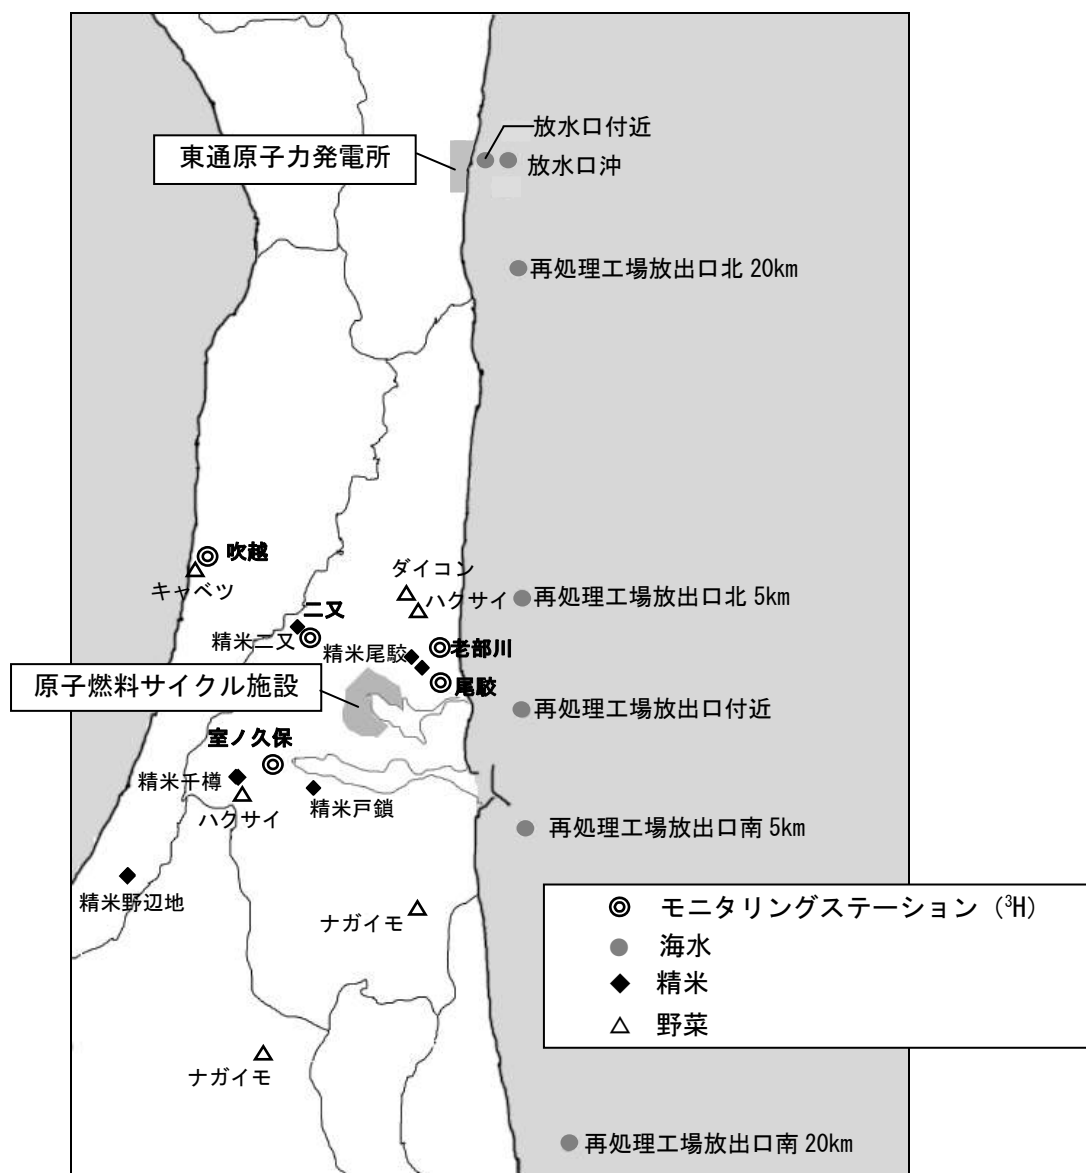 放水口付近
東通原子力発電所
放水口沖
再処理工場放出口北 20km
吹越
キャベツ
ダイコン
ハクサイ
再処理工場放出口北 5km
二又
精米二又
精米尾駮
老部川
原子燃料サイクル施設
尾駮
再処理工場放出口付近
室ノ久保
精米千樽
精米戸鎖
ハクサイ
再処理工場放出口南 5km
精米野辺地
ナガイモ
モニタリングステーション（³H）
海水
精米
野菜
ナガイモ
再処理工場放出口南 20km